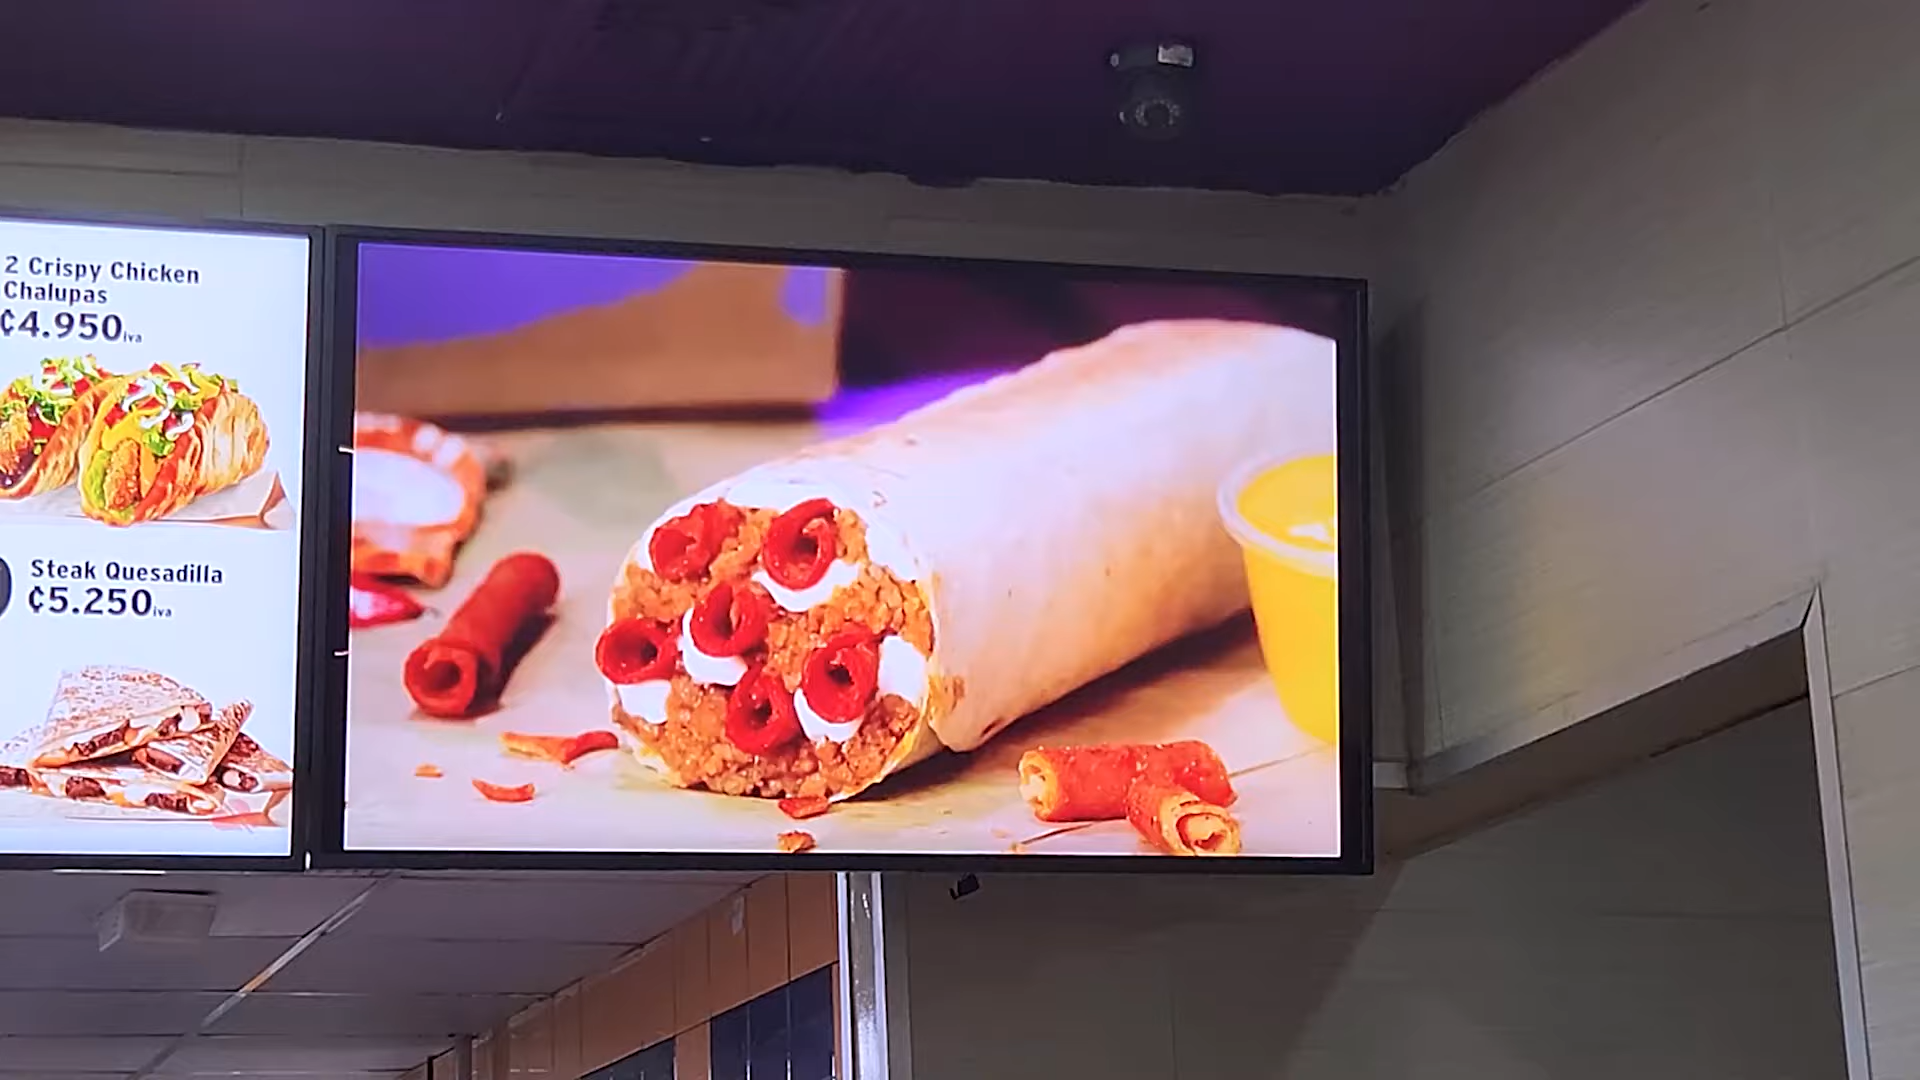 2 Crispy Chicken
Chalupas
₡4.950iva
Steak Quesadilla
₡5.250iva